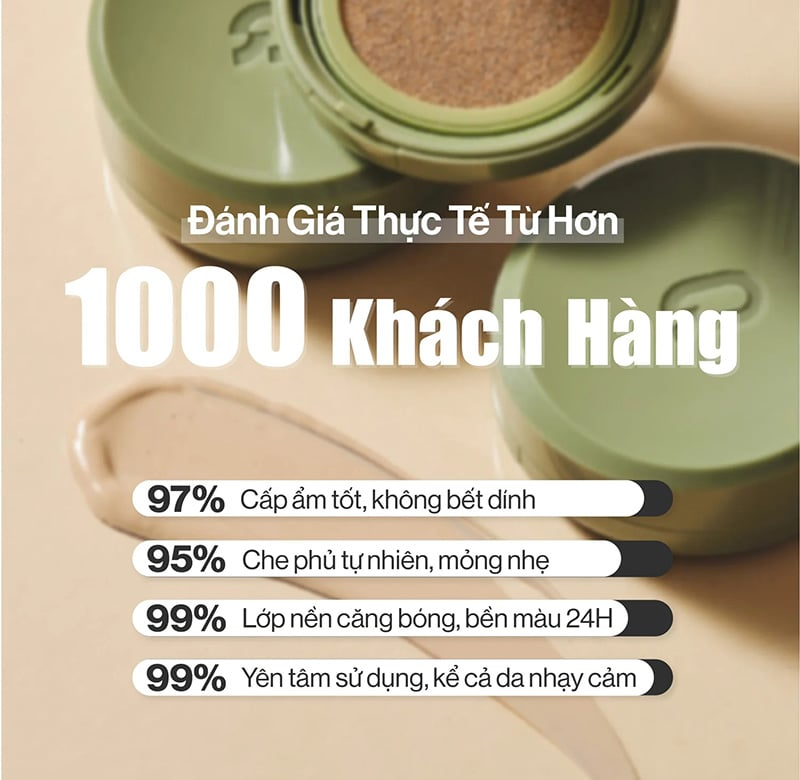 Đánh Giá Thực Tế Từ Hơn
1000 Khách Hàng
97% Cấp ẩm tốt, không bết dính
95% Che phủ tự nhiên, mỏng nhẹ
99% Lớp nền căng bóng, bền màu 24H
99% Yên tâm sử dụng, kể cả da nhạy cảm